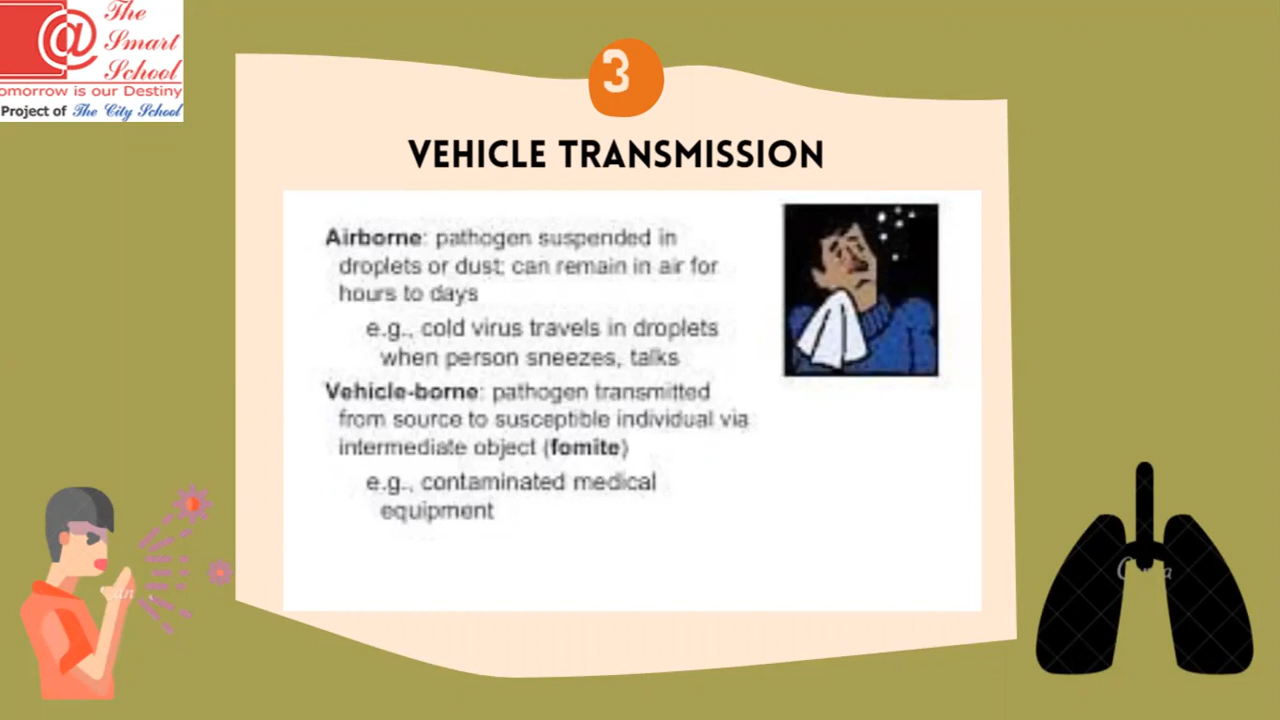 The
Smart
School
omorrow is our Destiny
Project of The City School
3
VEHICLE TRANSMISSION
Airborne: pathogen suspended in
droplets or dust; can remain in air for
hours to days
e.g., cold virus travels in droplets
when person sneezes, talks
Vehicle-borne: pathogen transmitted
from source to susceptible individual via
intermediate object (fomite)
e.g., contaminated medical
equipment